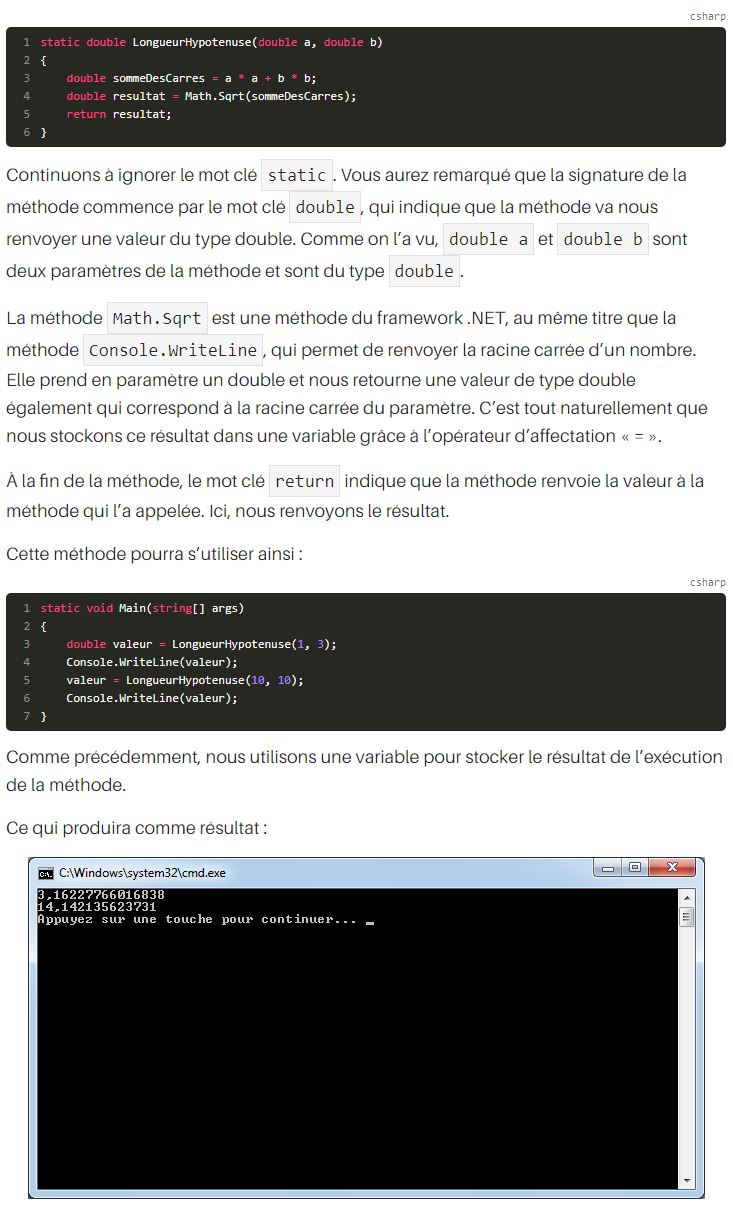 csharp
1 static double LongueurHypotenuse(double a, double b)
2 {
3     double sommeDesCarres = a * a + b * b;
4     double resultat = Math.Sqrt(sommeDesCarres);
5     return resultat;
6 }
Continuons à ignorer le mot clé static. Vous aurez remarqué que la signature de la
méthode commence par le mot clé double, qui indique que la méthode va nous
renvoyer une valeur du type double. Comme on l’a vu, double a et double b sont
deux paramètres de la méthode et sont du type double.
La méthode Math.Sqrt est une méthode du framework .NET, au même titre que la
méthode Console.WriteLine, qui permet de renvoyer la racine carrée d’un nombre.
Elle prend en paramètre un double et nous retourne une valeur de type double
également qui correspond à la racine carrée du paramètre. C’est tout naturellement que
nous stockons ce résultat dans une variable grâce à l’opérateur d’affectation « = ».
À la fin de la méthode, le mot clé return indique que la méthode renvoie la valeur à la
méthode qui l’a appelée. Ici, nous renvoyons le résultat.
Cette méthode pourra s’utiliser ainsi :
csharp
1 static void Main(string[] args)
2 {
3     double valeur = LongueurHypotenuse(1, 3);
4     Console.WriteLine(valeur);
5     valeur = LongueurHypotenuse(10, 10);
6     Console.WriteLine(valeur);
7 }
Comme précédemment, nous utilisons une variable pour stocker le résultat de l’exécution
de la méthode.
Ce qui produira comme résultat :
C:\Windows\system32\cmd.exe
3,16227766016838
14,142135623731
Appuyez sur une touche pour continuer... _